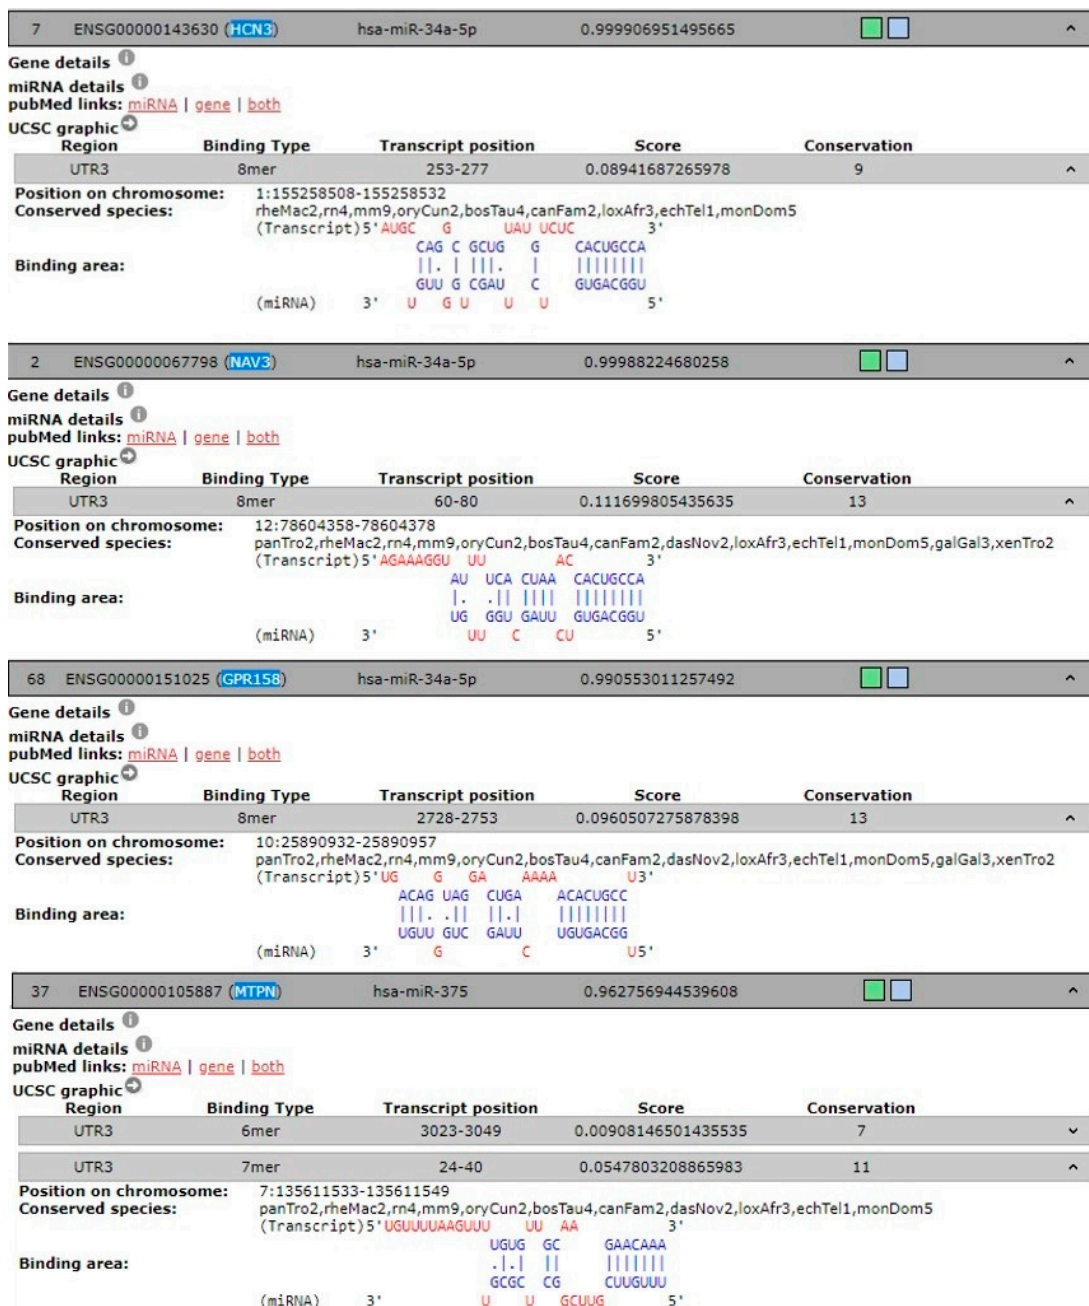 7 ENSG00000143630 (HCN3) hsa-miR-34a-5p 0.999906951495665
Gene details
miRNA details
pubMed links: miRNA | gene | both
UCSC graphic
Region Binding Type Transcript position Score Conservation
UTR3 8mer 253-277 0.08941687265978 9
Position on chromosome: 1:155258508-155258532
Conserved species: rheMac2,rn4,mm9,oryCun2,bosTau4,canFam2,loxAfr3,echTel1,monDom5
(Transcript) 5' AUGC G UAU UCUC 3'
CAG C GCUG G CACUGCCA
Binding area: ||. | |||. | ||||||||
GUU G CGAU C GUGACGGU
(miRNA) 3' U G U U U 5'
2 ENSG00000067798 (NAV3) hsa-miR-34a-5p 0.99988224680258
Gene details
miRNA details
pubMed links: miRNA | gene | both
UCSC graphic
Region Binding Type Transcript position Score Conservation
UTR3 8mer 60-80 0.111699805435635 13
Position on chromosome: 12:78604358-78604378
Conserved species: panTro2,rheMac2,rn4,mm9,oryCun2,bosTau4,canFam2,dasNov2,loxAfr3,echTel1,monDom5,galGal3,xenTro2
(Transcript) 5' AGAAAGGU UU AC 3'
AU UCA CUAA CACUGCCA
Binding area: |. .|| |||| ||||||||
UG GGU GAUU GUGACGGU
(miRNA) 3' UU C CU 5'
68 ENSG00000151025 (GPR158) hsa-miR-34a-5p 0.990553011257492
Gene details
miRNA details
pubMed links: miRNA | gene | both
UCSC graphic
Region Binding Type Transcript position Score Conservation
UTR3 8mer 2728-2753 0.0960507275878398 13
Position on chromosome: 10:25890932-25890957
Conserved species: panTro2,rheMac2,rn4,mm9,oryCun2,bosTau4,canFam2,dasNov2,loxAfr3,echTel1,monDom5,galGal3,xenTro2
(Transcript) 5' UG G GA AAAA U 3'
ACAG UAG CUGA ACACUGCC
Binding area: |||. .|| ||.| ||||||||
UGUU GUC GAUU UGUGACGG
(miRNA) 3' G C U 5'
37 ENSG00000105887 (MTPN) hsa-miR-375 0.962756944539608
Gene details
miRNA details
pubMed links: miRNA | gene | both
UCSC graphic
Region Binding Type Transcript position Score Conservation
UTR3 6mer 3023-3049 0.00908146501435535 7
UTR3 7mer 24-40 0.0547803208865983 11
Position on chromosome: 7:135611533-135611549
Conserved species: panTro2,rheMac2,rn4,mm9,oryCun2,bosTau4,canFam2,dasNov2,loxAfr3,echTel1,monDom5
(Transcript) 5' UGUUUUAAGUUU UU AA 3'
UGUG GC GAACAAA
Binding area: .|.| || |||||||
GCGC CG CUUGUUU
(miRNA) 3' U U GCUUG 5'